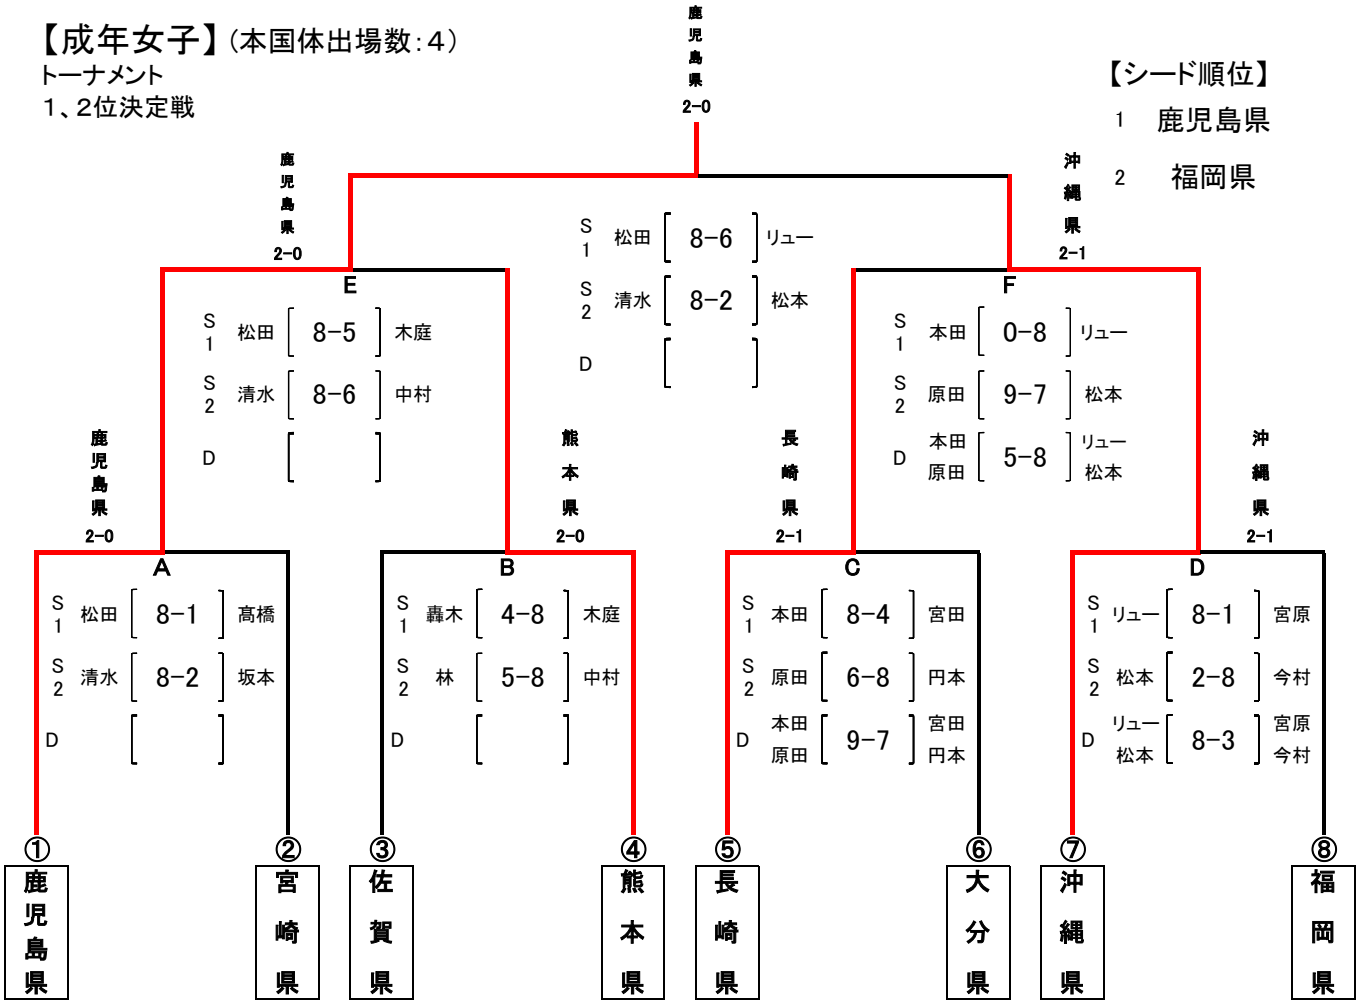 【成年女子】（本国体出場数：４）
トーナメント
１、２位決定戦
【シード順位】
1 鹿児島県
2 福岡県
鹿児島県
2-0
鹿児島県
2-0
沖縄県
2-1
S1 松田 8-6 リュー
S2 清水 8-2 松本
D
E
S1 松田 8-5 木庭
S2 清水 8-6 中村
D
F
S1 本田 0-8 リュー
S2 原田 9-7 松本
D 本田 原田 5-8 リュー 松本
鹿児島県
2-0
熊本県
2-0
長崎県
2-1
沖縄県
2-1
A
S1 松田 8-1 髙橋
S2 清水 8-2 坂本
D
B
S1 轟木 4-8 木庭
S2 林 5-8 中村
D
C
S1 本田 8-4 宮田
S2 原田 6-8 円本
D 本田 原田 9-7 宮田 円本
D
S1 リュー 8-1 宮原
S2 松本 2-8 今村
D リュー 松本 8-3 宮原 今村
① 鹿児島県
② 宮崎県
③ 佐賀県
④ 熊本県
⑤ 長崎県
⑥ 大分県
⑦ 沖縄県
⑧ 福岡県